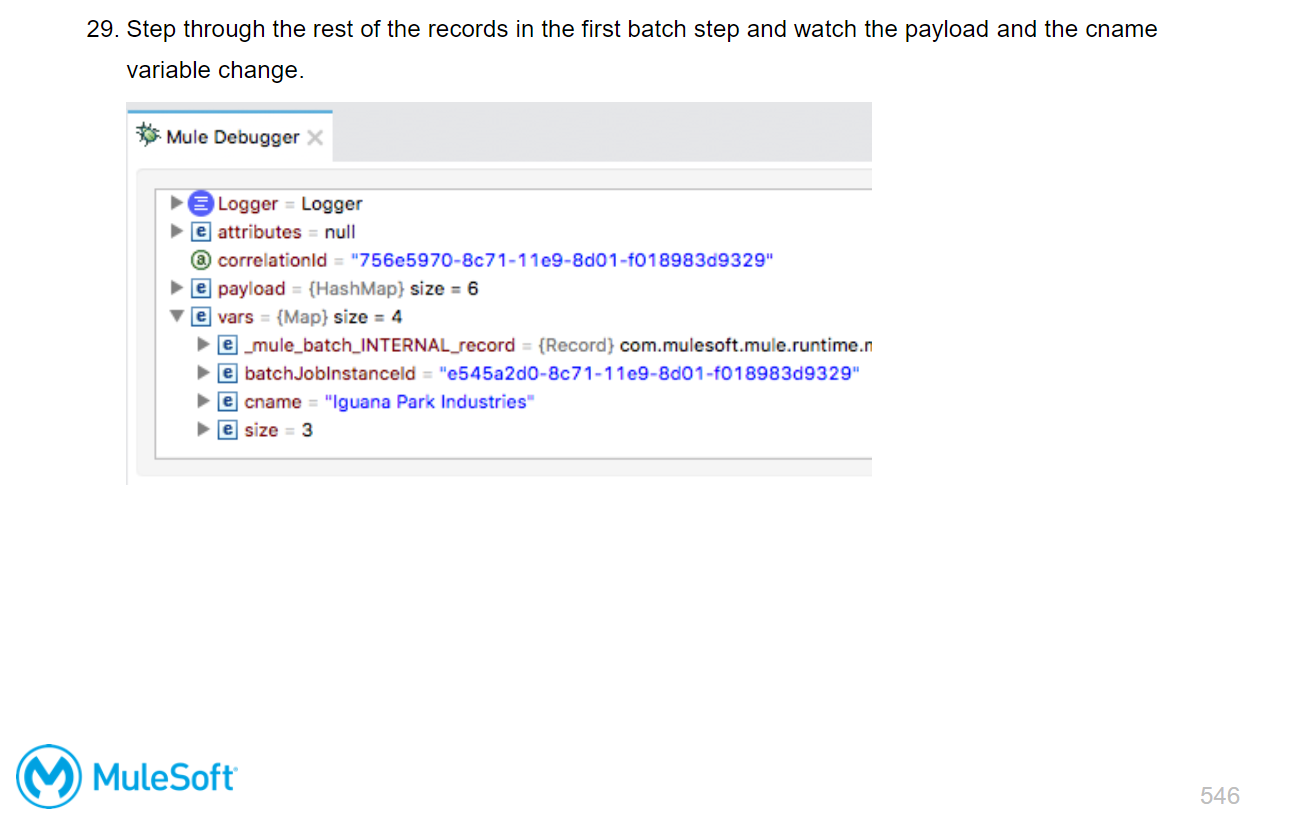 29. Step through the rest of the records in the first batch step and watch the payload and the cname
variable change.
Mule Debugger
Logger = Logger
e attributes = null
a correlationId = "756e5970-8c71-11e9-8d01-f018983d9329"
e payload = {HashMap} size = 6
e vars = {Map} size = 4
e _mule_batch_INTERNAL_record = {Record} com.mulesoft.mule.runtime.m
e batchJobInstanceId = "e545a2d0-8c71-11e9-8d01-f018983d9329"
e cname = "Iguana Park Industries"
e size = 3
MuleSoft
546